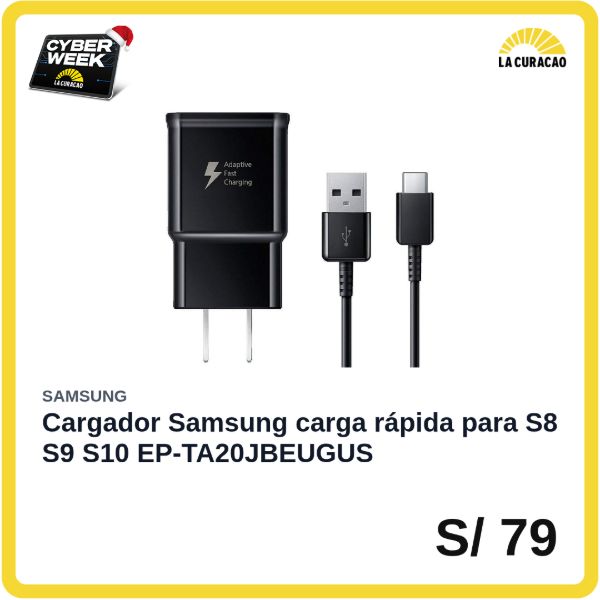 CYBER
WEEK
LA CURACAO
LA CURACAO
Adaptive
Fast
Charging
SAMSUNG
Cargador Samsung carga rápida para S8
S9 S10 EP-TA20JBEUGUS
S/ 79